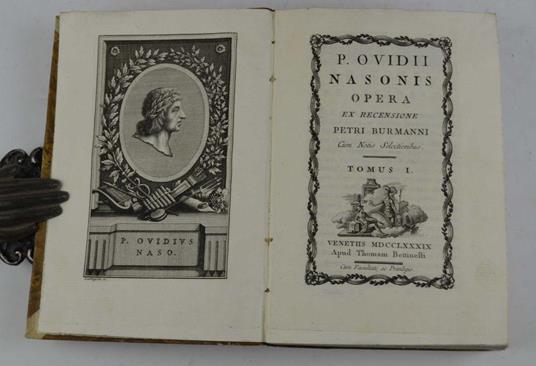 P. OVIDIVS
NASO.
P. OVIDII
NASONIS
OPERA
EX RECENSIONE
PETRI BURMANNI
Cum Notis Selectioribus.
TOMUS I.
VENETIIS MDCCLXXXIX
Apud Thomam Bettinelli
Cum Facultate, ac Privilegio.